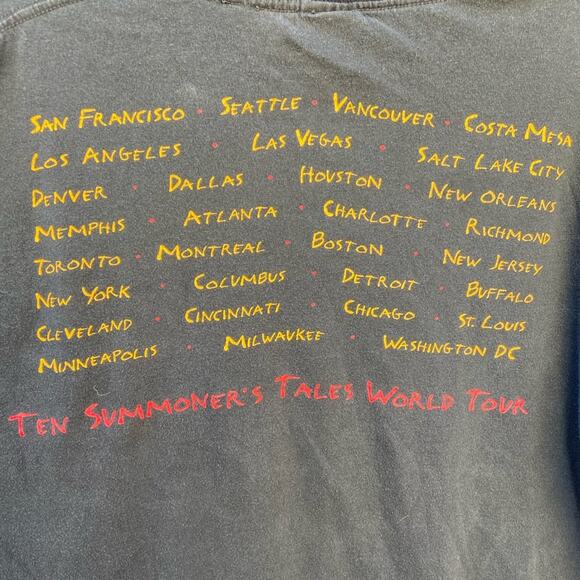 San Francisco • Seattle • Vancouver • Costa Mesa
Los Angeles • Las Vegas • Salt Lake City
Denver • Dallas • Houston • New Orleans
Memphis • Atlanta • Charlotte • Richmond
Toronto • Montreal • Boston • New Jersey
New York • Columbus • Detroit • Buffalo
Cleveland • Cincinnati • Chicago • St. Louis
Minneapolis • Milwaukee • Washington DC
Ten Summoner's Tales World Tour